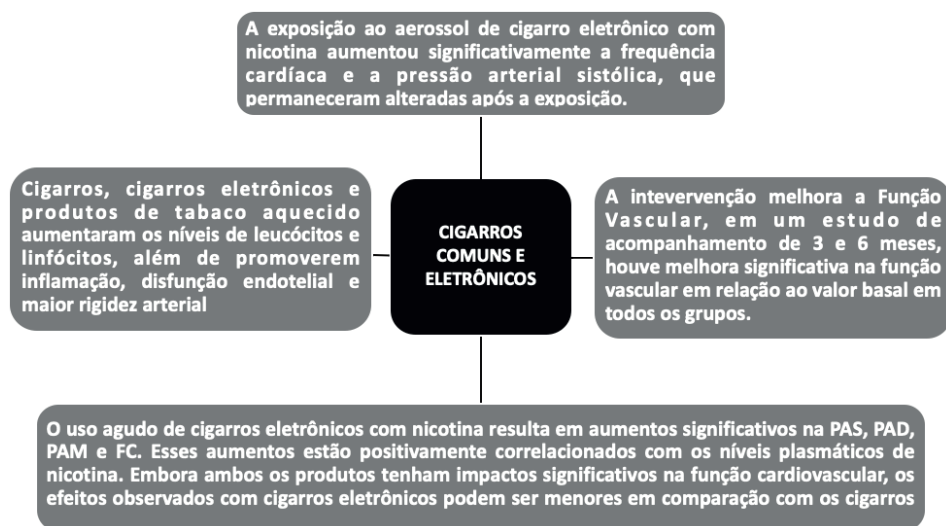 A exposição ao aerossol de cigarro eletrônico com
nicotina aumentou significativamente a frequência
cardíaca e a pressão arterial sistólica, que
permaneceram alteradas após a exposição.
Cigarros, cigarros eletrônicos e
produtos de tabaco aquecido
aumentaram os níveis de leucócitos e
linfócitos, além de promoverem
inflamação, disfunção endotelial e
maior rigidez arterial
CIGARROS
COMUNS E
ELETRÔNICOS
A intevervenção melhora a Função
Vascular, em um estudo de
acompanhamento de 3 e 6 meses,
houve melhora significativa na função
vascular em relação ao valor basal em
todos os grupos.
O uso agudo de cigarros eletrônicos com nicotina resulta em aumentos significativos na PAS, PAD,
PAM e FC. Esses aumentos estão positivamente correlacionados com os níveis plasmáticos de
nicotina. Embora ambos os produtos tenham impactos significativos na função cardiovascular, os
efeitos observados com cigarros eletrônicos podem ser menores em comparação com os cigarros